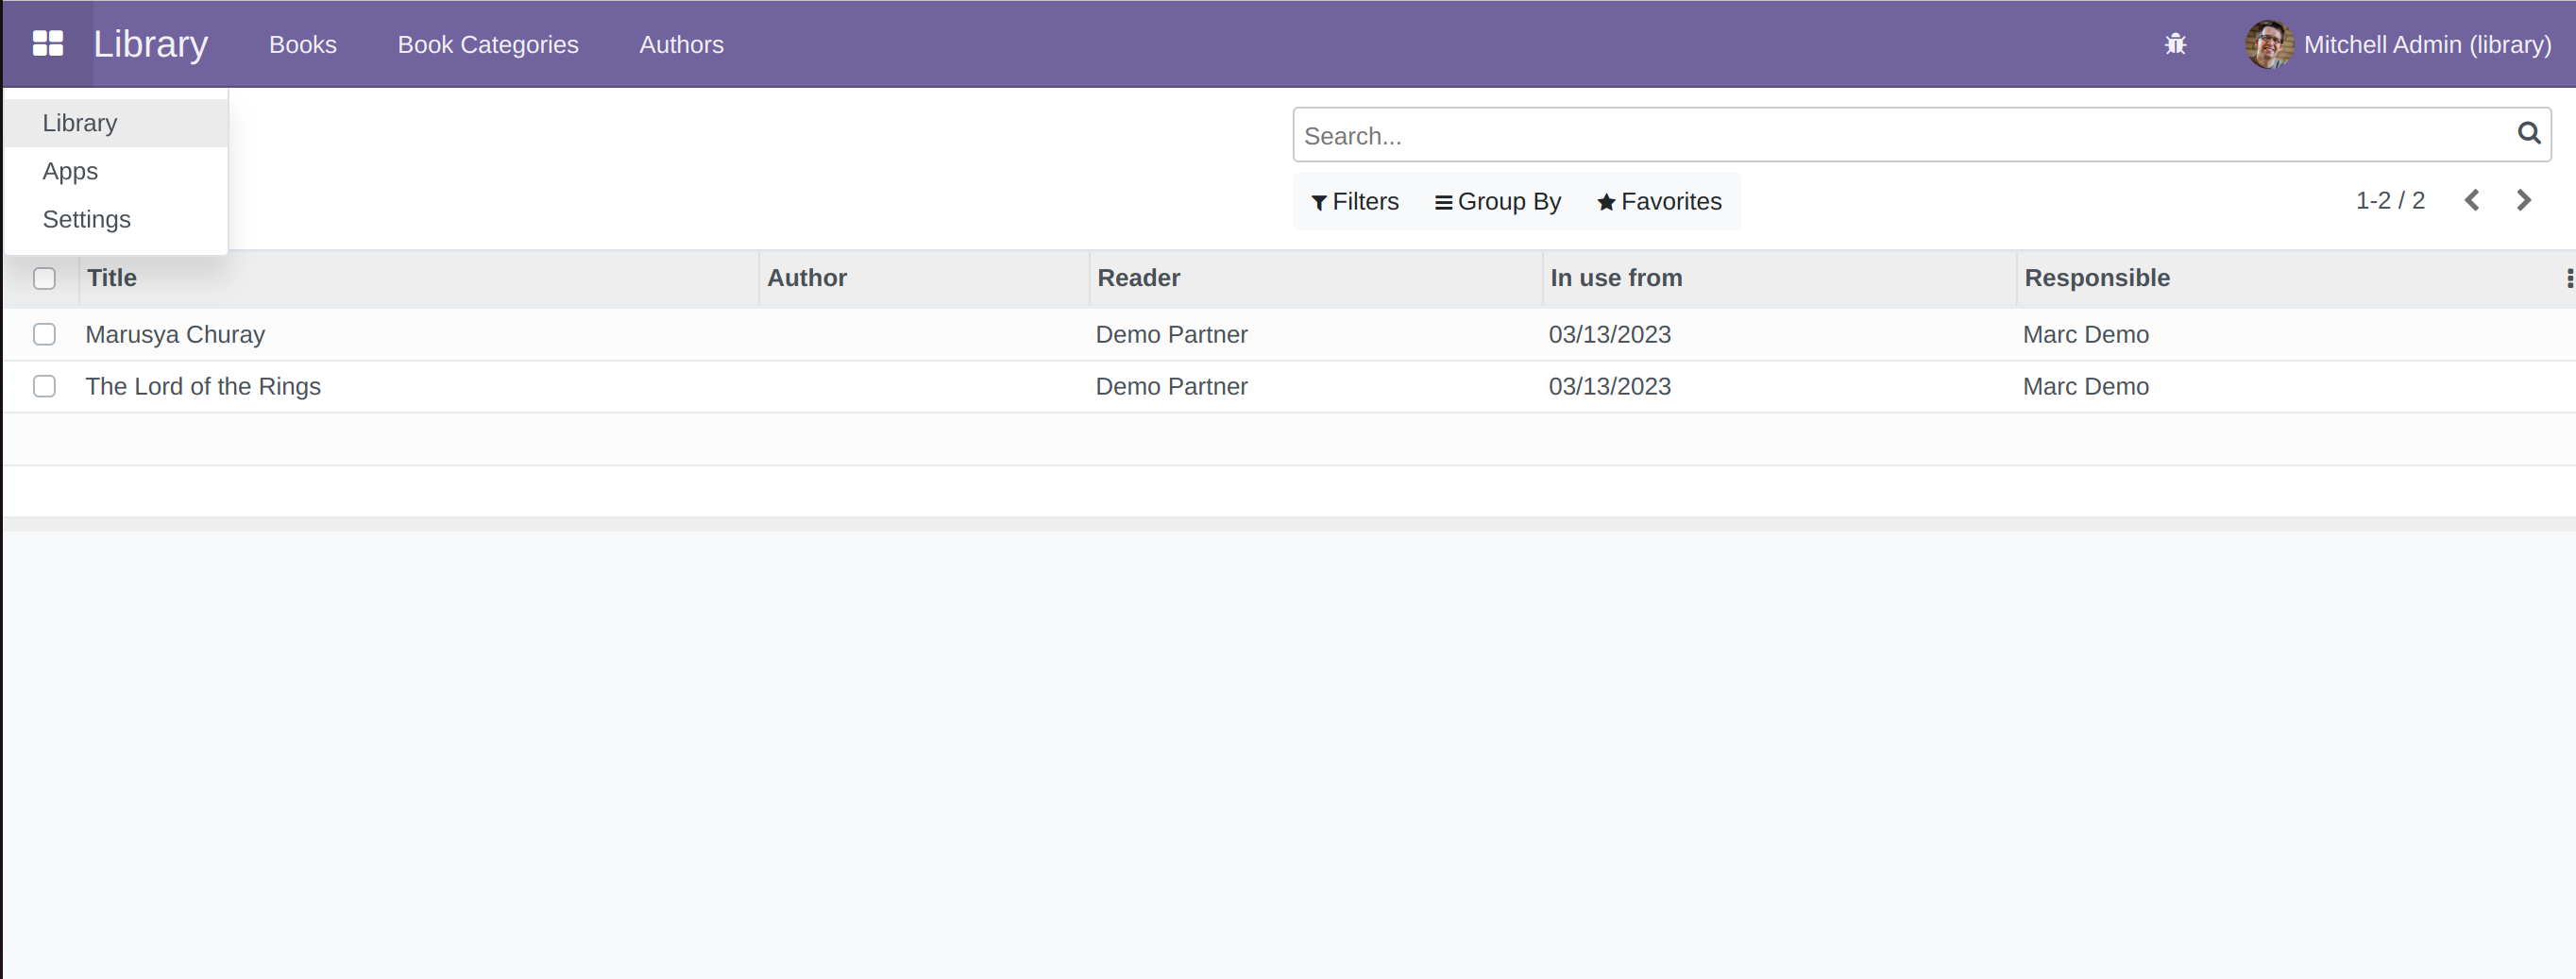 Library Books Book Categories Authors Mitchell Admin (library)
Library
Apps
Settings
Search...
Filters Group By Favorites 1-2 / 2
Title Author Reader In use from Responsible
Marusya Churay Demo Partner 03/13/2023 Marc Demo
The Lord of the Rings Demo Partner 03/13/2023 Marc Demo